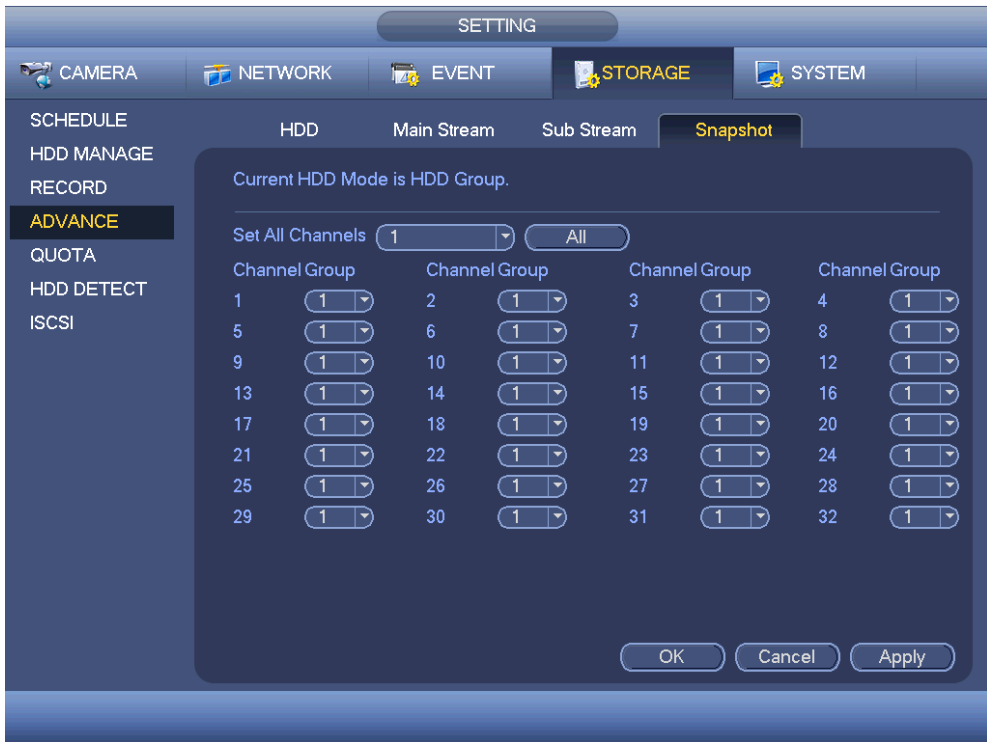 SETTING
CAMERA NETWORK EVENT STORAGE SYSTEM
SCHEDULE
HDD MANAGE
RECORD
ADVANCE
QUOTA
HDD DETECT
ISCSI
HDD Main Stream Sub Stream Snapshot
Current HDD Mode is HDD Group.
Set All Channels 1 All
Channel Group Channel Group Channel Group Channel Group
1 1 2 1 3 1 4 1
5 1 6 1 7 1 8 1
9 1 10 1 11 1 12 1
13 1 14 1 15 1 16 1
17 1 18 1 19 1 20 1
21 1 22 1 23 1 24 1
25 1 26 1 27 1 28 1
29 1 30 1 31 1 32 1
OK Cancel Apply